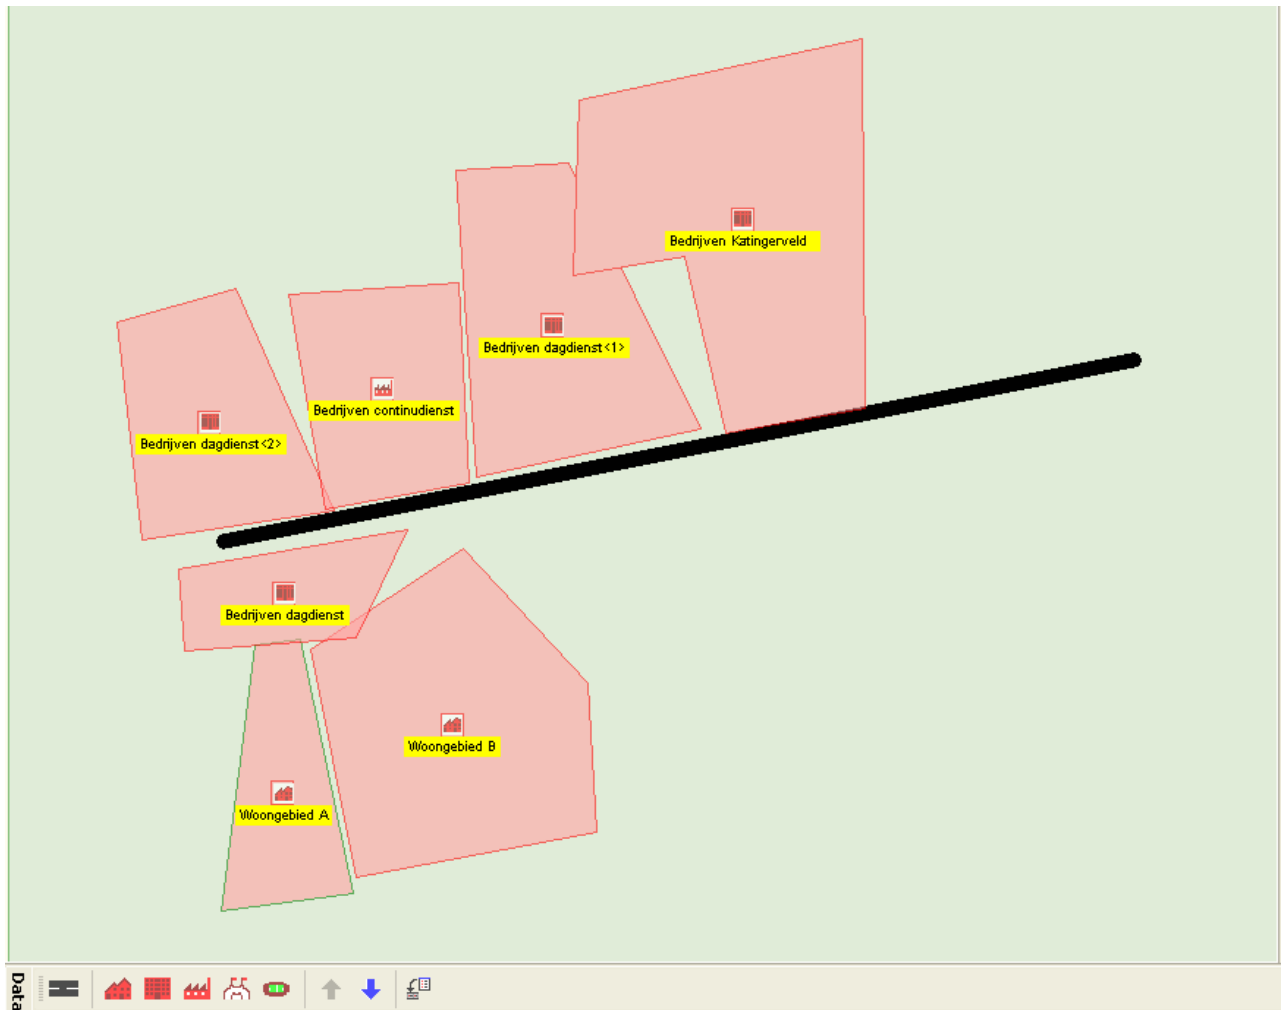 Bedrijven Katingerveld
Bedrijven dagdienst<1>
Bedrijven continudienst
Bedrijven dagdienst<2>
Bedrijven dagdienst
Woongebied B
Woongebied A
Data